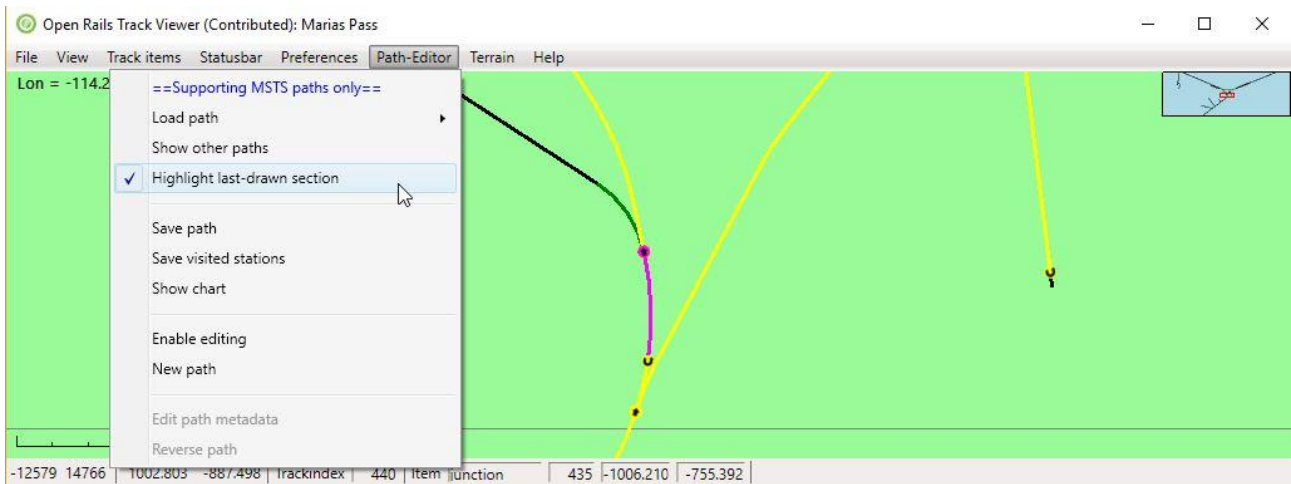 Open Rails Track Viewer (Contributed): Marias Pass
File View Track items Statusbar Preferences Path-Editor Terrain Help
Lon = -114.2
==Supporting MSTS paths only==
Load path
Show other paths
Highlight last-drawn section
Save path
Save visited stations
Show chart
Enable editing
New path
Edit path metadata
Reverse path
-12579 14766 1002.803 -887.498 TrackIndex 440 Item junction 435 -1006.210 -755.392